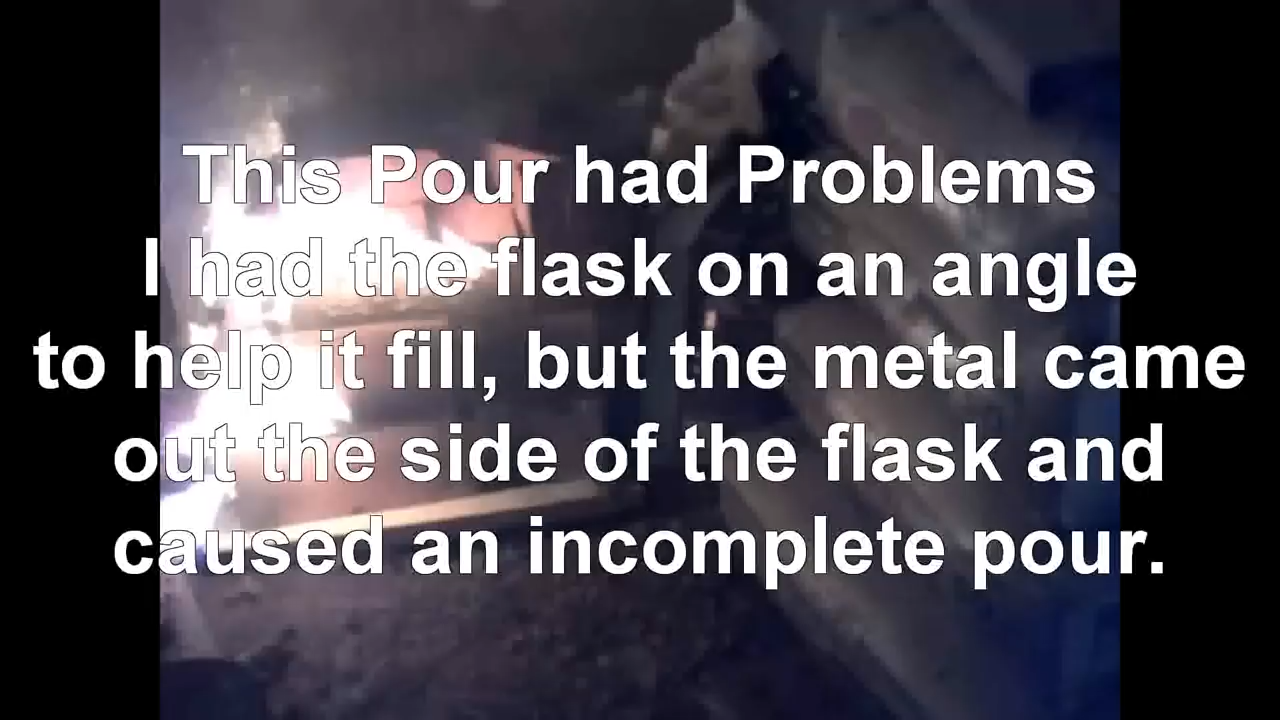 This Pour had Problems
I had the flask on an angle
to help it fill, but the metal came
out the side of the flask and
caused an incomplete pour.